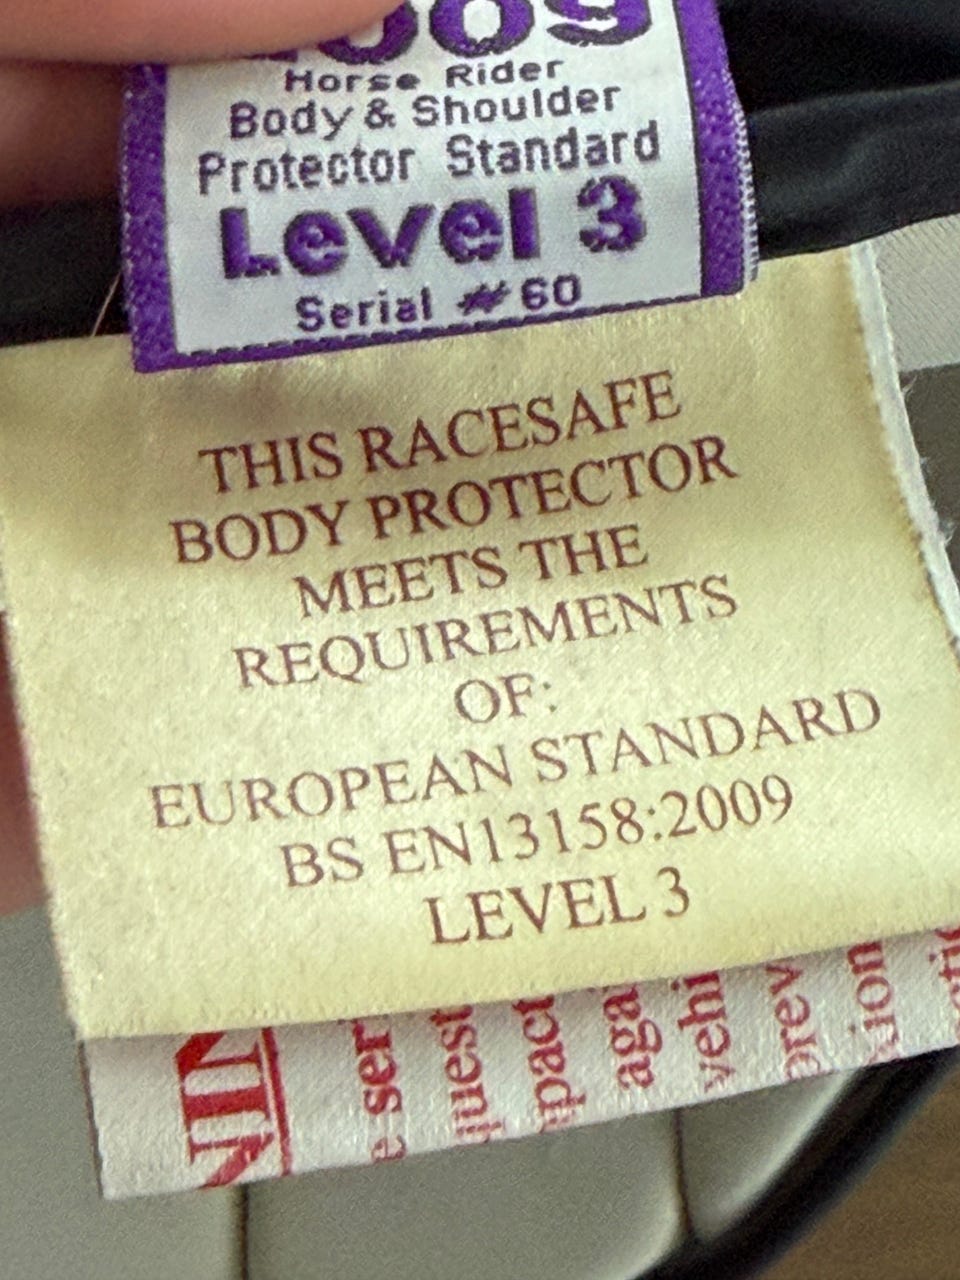 2009
Horse Rider
Body & Shoulder
Protector Standard
Level 3
Serial #60
THIS RACESAFE
BODY PROTECTOR
MEETS THE
REQUIREMENTS
OF:
EUROPEAN STANDARD
BS EN13158:2009
LEVEL 3